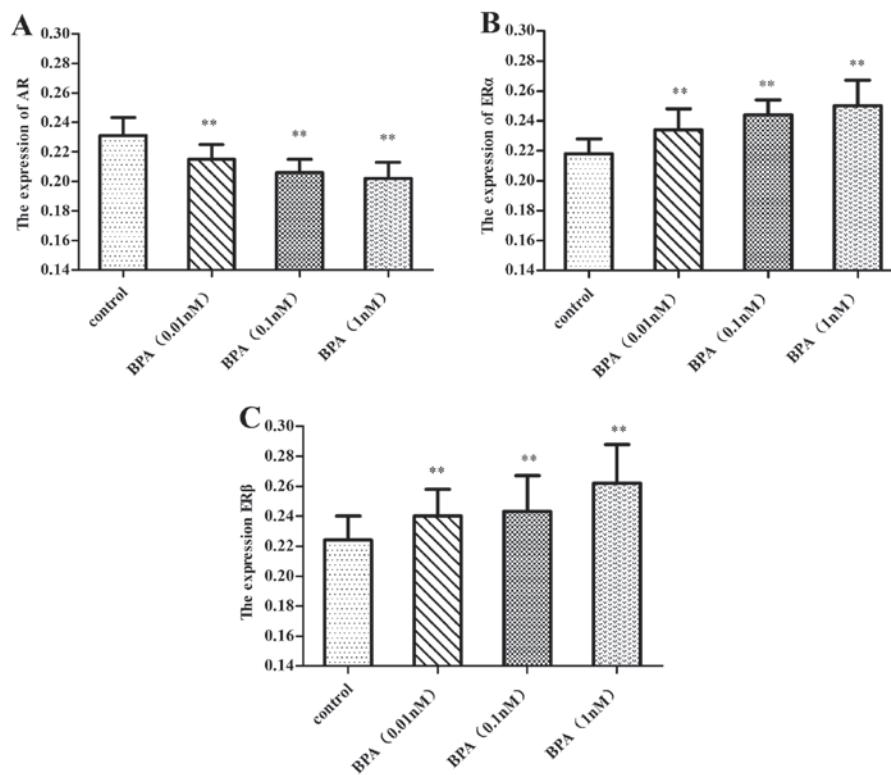 A
The expression of AR
0.30
0.28
0.26
0.24
0.22
0.20
0.18
0.16
0.14
**
**
**
control
BPA（0.01nM）
BPA（0.1nM）
BPA（1nM）
B
The expression of ERα
0.30
0.28
0.26
0.24
0.22
0.20
0.18
0.16
0.14
**
**
**
control
BPA（0.01nM）
BPA（0.1nM）
BPA（1nM）
C
The expression ERβ
0.30
0.28
0.26
0.24
0.22
0.20
0.18
0.16
0.14
**
**
**
control
BPA（0.01nM）
BPA（0.1nM）
BPA（1nM）